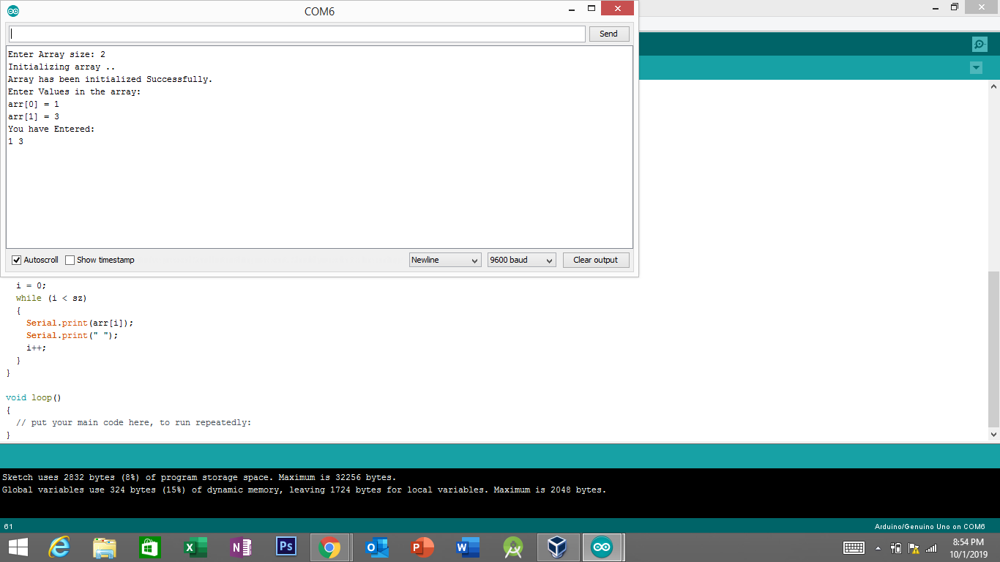 COM6
Send
Enter Array size: 2
Initializing array ..
Array has been initialized Successfully.
Enter Values in the array:
arr[0] = 1
arr[1] = 3
You have Entered:
1 3
Autoscroll Show timestamp Newline 9600 baud Clear output
i = 0;
while (i < sz)
{
Serial.print(arr[i]);
Serial.print(" ");
i++;
}
}
void loop()
{
// put your main code here, to run repeatedly:
}
Sketch uses 2832 bytes (8%) of program storage space. Maximum is 32256 bytes.
Global variables use 324 bytes (15%) of dynamic memory, leaving 1724 bytes for local variables. Maximum is 2048 bytes.
61 Arduino/Genuino Uno on COM6
8:54 PM
10/1/2019